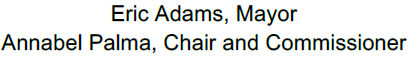 Eric Adams, Mayor
Annabel Palma, Chair and Commissioner